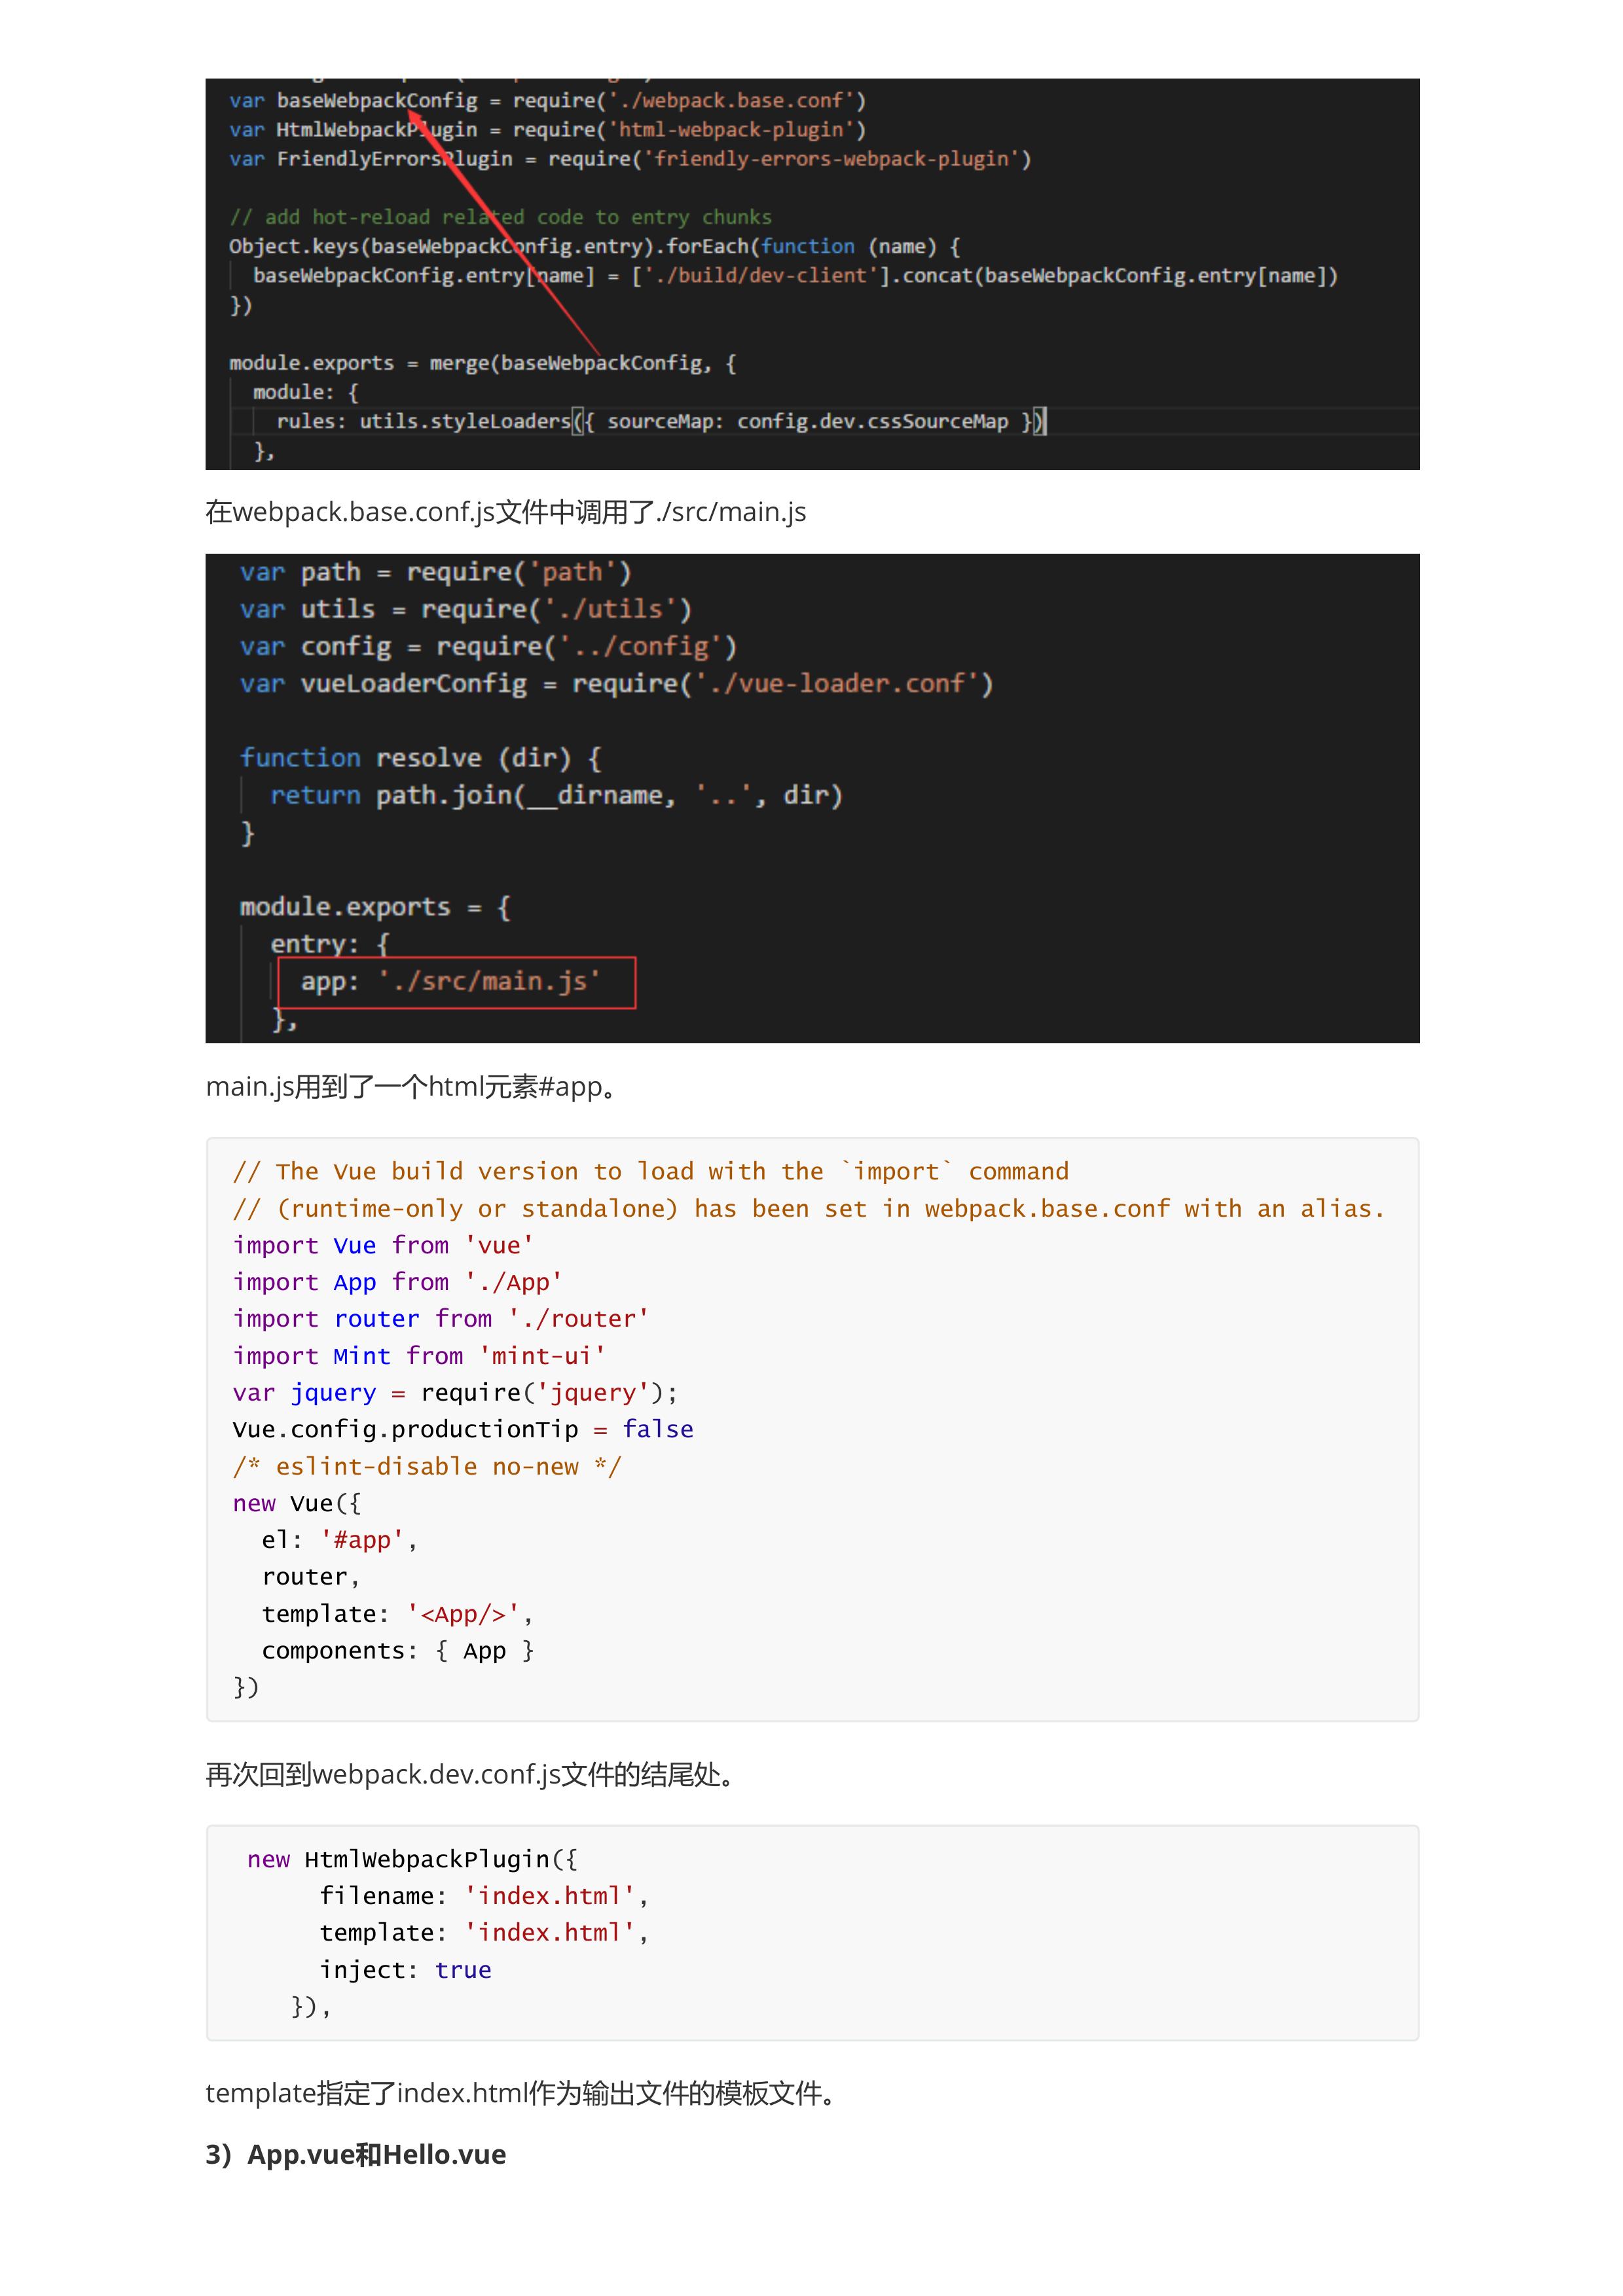 var baseWebpackConfig = require('./webpack.base.conf')
var HtmlWebpackPlugin = require('html-webpack-plugin')
var FriendlyErrorsPlugin = require('friendly-errors-webpack-plugin')
// add hot-reload related code to entry chunks
Object.keys(baseWebpackConfig.entry).forEach(function (name) {
  baseWebpackConfig.entry[name] = ['./build/dev-client'].concat(baseWebpackConfig.entry[name])
})
module.exports = merge(baseWebpackConfig, {
  module: {
    rules: utils.styleLoaders({ sourceMap: config.dev.cssSourceMap })
  },
在webpack.base.conf.js文件中调用了./src/main.js
var path = require('path')
var utils = require('./utils')
var config = require('../config')
var vueLoaderConfig = require('./vue-loader.conf')
function resolve (dir) {
  return path.join(__dirname, '..', dir)
}
module.exports = {
  entry: {
    app: './src/main.js'
  },
main.js用到了一个html元素#app。
// The Vue build version to load with the `import` command
// (runtime-only or standalone) has been set in webpack.base.conf with an alias.
import Vue from 'vue'
import App from './App'
import router from './router'
import Mint from 'mint-ui'
var jquery = require('jquery');
Vue.config.productionTip = false
/* eslint-disable no-new */
new Vue({
  el: '#app',
  router,
  template: '<App/>',
  components: { App }
})
再次回到webpack.dev.conf.js文件的结尾处。
new HtmlWebpackPlugin({
      filename: 'index.html',
      template: 'index.html',
      inject: true
    }),
template指定了index.html作为输出文件的模板文件。
3）App.vue和Hello.vue